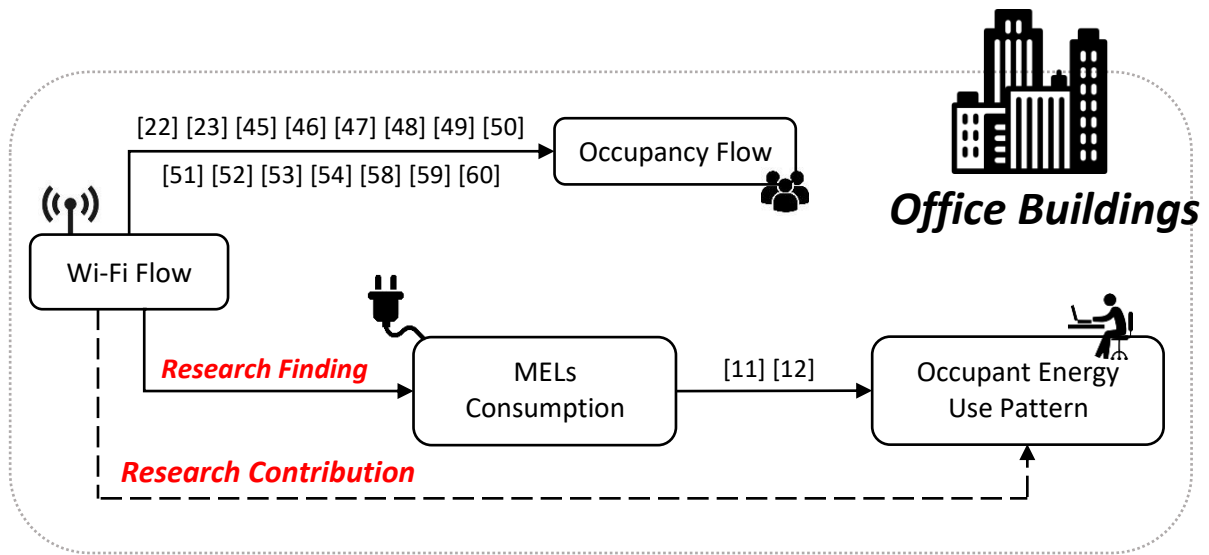 [22] [23] [45] [46] [47] [48] [49] [50]
[51] [52] [53] [54] [58] [59] [60]
Occupancy Flow
Office Buildings
Wi-Fi Flow
Research Finding
MELs
Consumption
[11] [12]
Occupant Energy
Use Pattern
Research Contribution